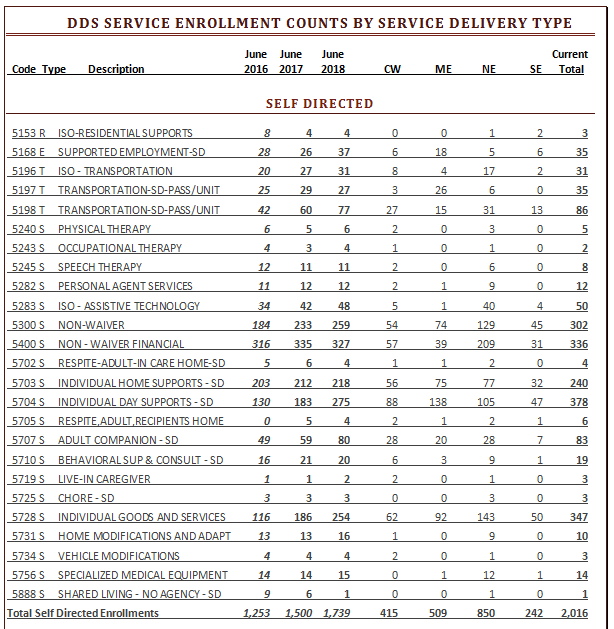 DDS SERVICE ENROLLMENT COUNTS BY SERVICE DELIVERY TYPE
June June June Current
Code Type Description 2016 2017 2018 CW ME NE SE Total
SELF DIRECTED
5153 R ISO-RESIDENTIAL SUPPORTS 8 4 4 0 0 1 2 3
5168 E SUPPORTED EMPLOYMENT-SD 28 26 37 6 18 5 6 35
5196 T ISO - TRANSPORTATION 20 27 31 8 4 17 2 31
5197 T TRANSPORTATION-SD-PASS/UNIT 25 29 27 3 26 6 0 35
5198 T TRANSPORTATION-SD-PASS/UNIT 42 60 77 27 15 31 13 86
5240 S PHYSICAL THERAPY 6 5 6 2 0 3 0 5
5243 S OCCUPATIONAL THERAPY 4 3 4 1 0 1 0 2
5245 S SPEECH THERAPY 12 11 11 2 0 6 0 8
5282 S PERSONAL AGENT SERVICES 11 12 12 2 1 9 0 12
5283 S ISO - ASSISTIVE TECHNOLOGY 34 42 48 5 1 40 4 50
5300 S NON-WAIVER 184 233 259 54 74 129 45 302
5400 S NON - WAIVER FINANCIAL 316 335 327 57 39 209 31 336
5702 S RESPITE-ADULT-IN CARE HOME-SD 5 6 4 1 1 2 0 4
5703 S INDIVIDUAL HOME SUPPORTS - SD 203 212 218 56 75 77 32 240
5704 S INDIVIDUAL DAY SUPPORTS - SD 130 183 275 88 138 105 47 378
5705 S RESPITE,ADULT,RECIPIENTS HOME 0 5 4 2 1 2 1 6
5707 S ADULT COMPANION - SD 49 59 80 28 20 28 7 83
5710 S BEHAVIORAL SUP & CONSULT - SD 16 21 20 6 3 9 1 19
5719 S LIVE-IN CAREGIVER 1 1 2 2 0 1 0 3
5725 S CHORE - SD 3 3 3 0 0 3 0 3
5728 S INDIVIDUAL GOODS AND SERVICES 116 186 254 62 92 143 50 347
5731 S HOME MODIFICATIONS AND ADAPT 13 13 16 1 0 9 0 10
5734 S VEHICLE MODIFICATIONS 4 4 4 2 0 1 0 3
5756 S SPECIALIZED MEDICAL EQUIPMENT 14 14 15 0 1 12 1 14
5888 S SHARED LIVING - NO AGENCY - SD 9 6 1 0 0 1 0 1
Total Self Directed Enrollments 1,253 1,500 1,739 415 509 850 242 2,016